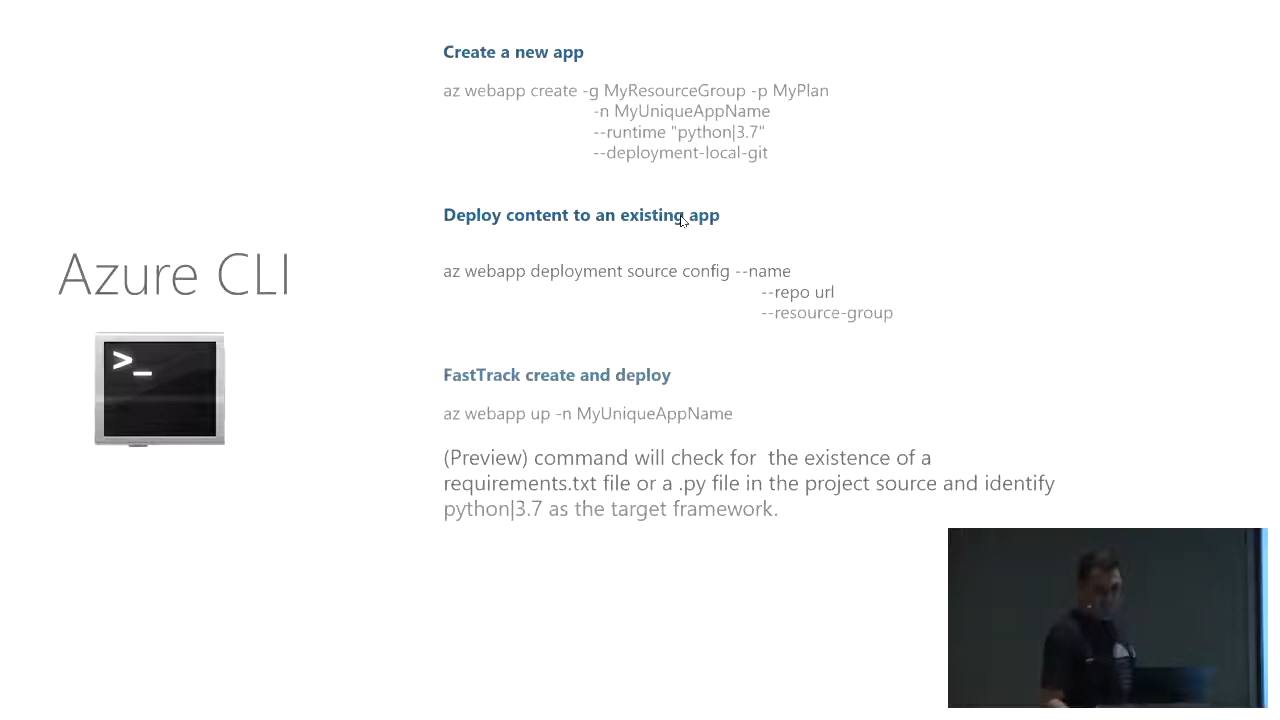 Create a new app
az webapp create -g MyResourceGroup -p MyPlan
-n MyUniqueAppName
--runtime "python|3.7"
--deployment-local-git
Deploy content to an existing app
az webapp deployment source config --name
--repo url
--resource-group
Azure CLI
>_
FastTrack create and deploy
az webapp up -n MyUniqueAppName
(Preview) command will check for the existence of a
requirements.txt file or a .py file in the project source and identify
python|3.7 as the target framework.